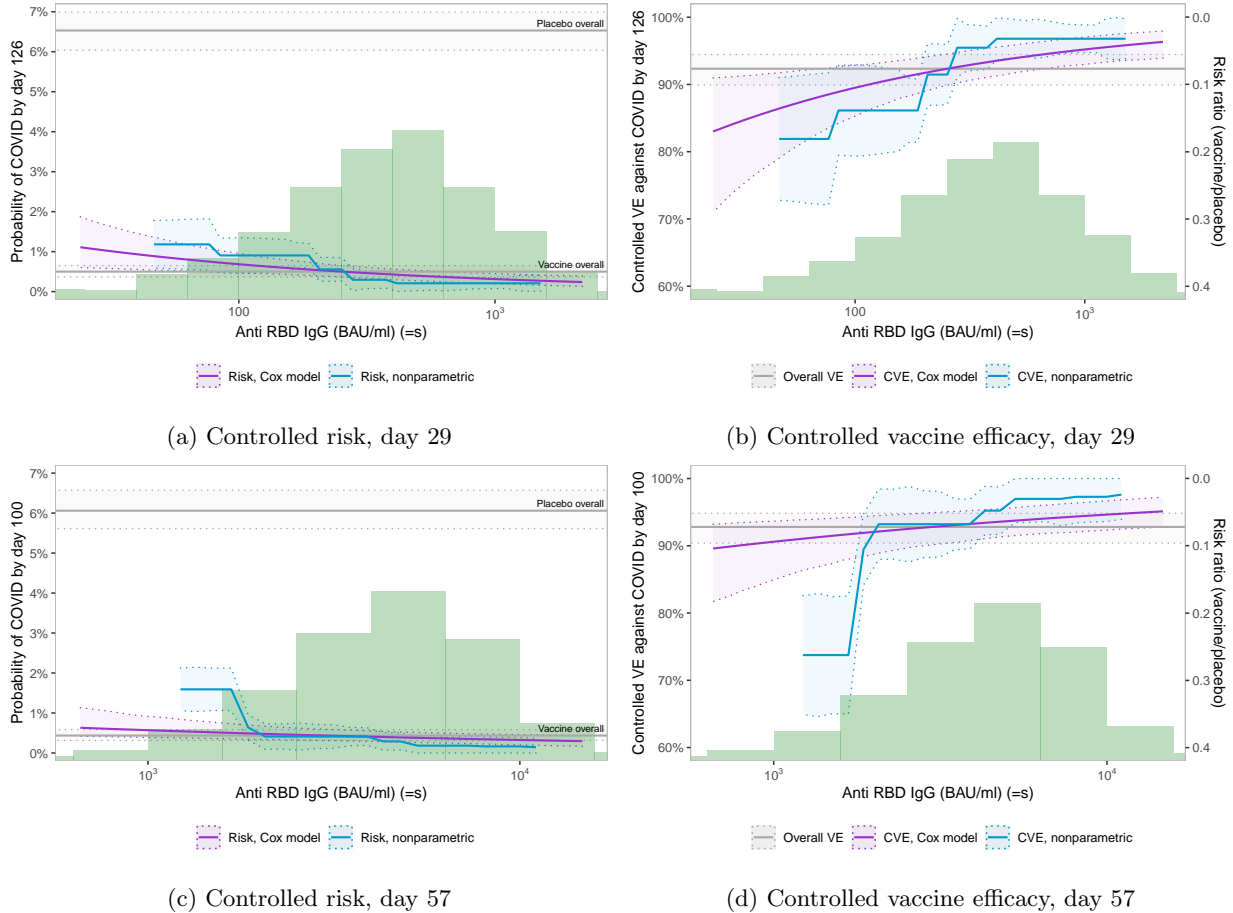 Probability of COVID by day 126
7%
6%
5%
4%
3%
2%
1%
0%
Placebo overall
Vaccine overall
100
10³
Anti RBD IgG (BAU/ml) (=s)
Risk, Cox model
Risk, nonparametric
(a) Controlled risk, day 29
Controlled VE against COVID by day 126
100%
90%
80%
70%
60%
0.0
0.1
0.2
0.3
0.4
Risk ratio (vaccine/placebo)
100
10³
Anti RBD IgG (BAU/ml) (=s)
Overall VE
CVE, Cox model
CVE, nonparametric
(b) Controlled vaccine efficacy, day 29
Probability of COVID by day 100
7%
6%
5%
4%
3%
2%
1%
0%
Placebo overall
Vaccine overall
10³
10⁴
Anti RBD IgG (BAU/ml) (=s)
Risk, Cox model
Risk, nonparametric
(c) Controlled risk, day 57
Controlled VE against COVID by day 100
100%
90%
80%
70%
60%
0.0
0.1
0.2
0.3
0.4
Risk ratio (vaccine/placebo)
10³
10⁴
Anti RBD IgG (BAU/ml) (=s)
Overall VE
CVE, Cox model
CVE, nonparametric
(d) Controlled vaccine efficacy, day 57